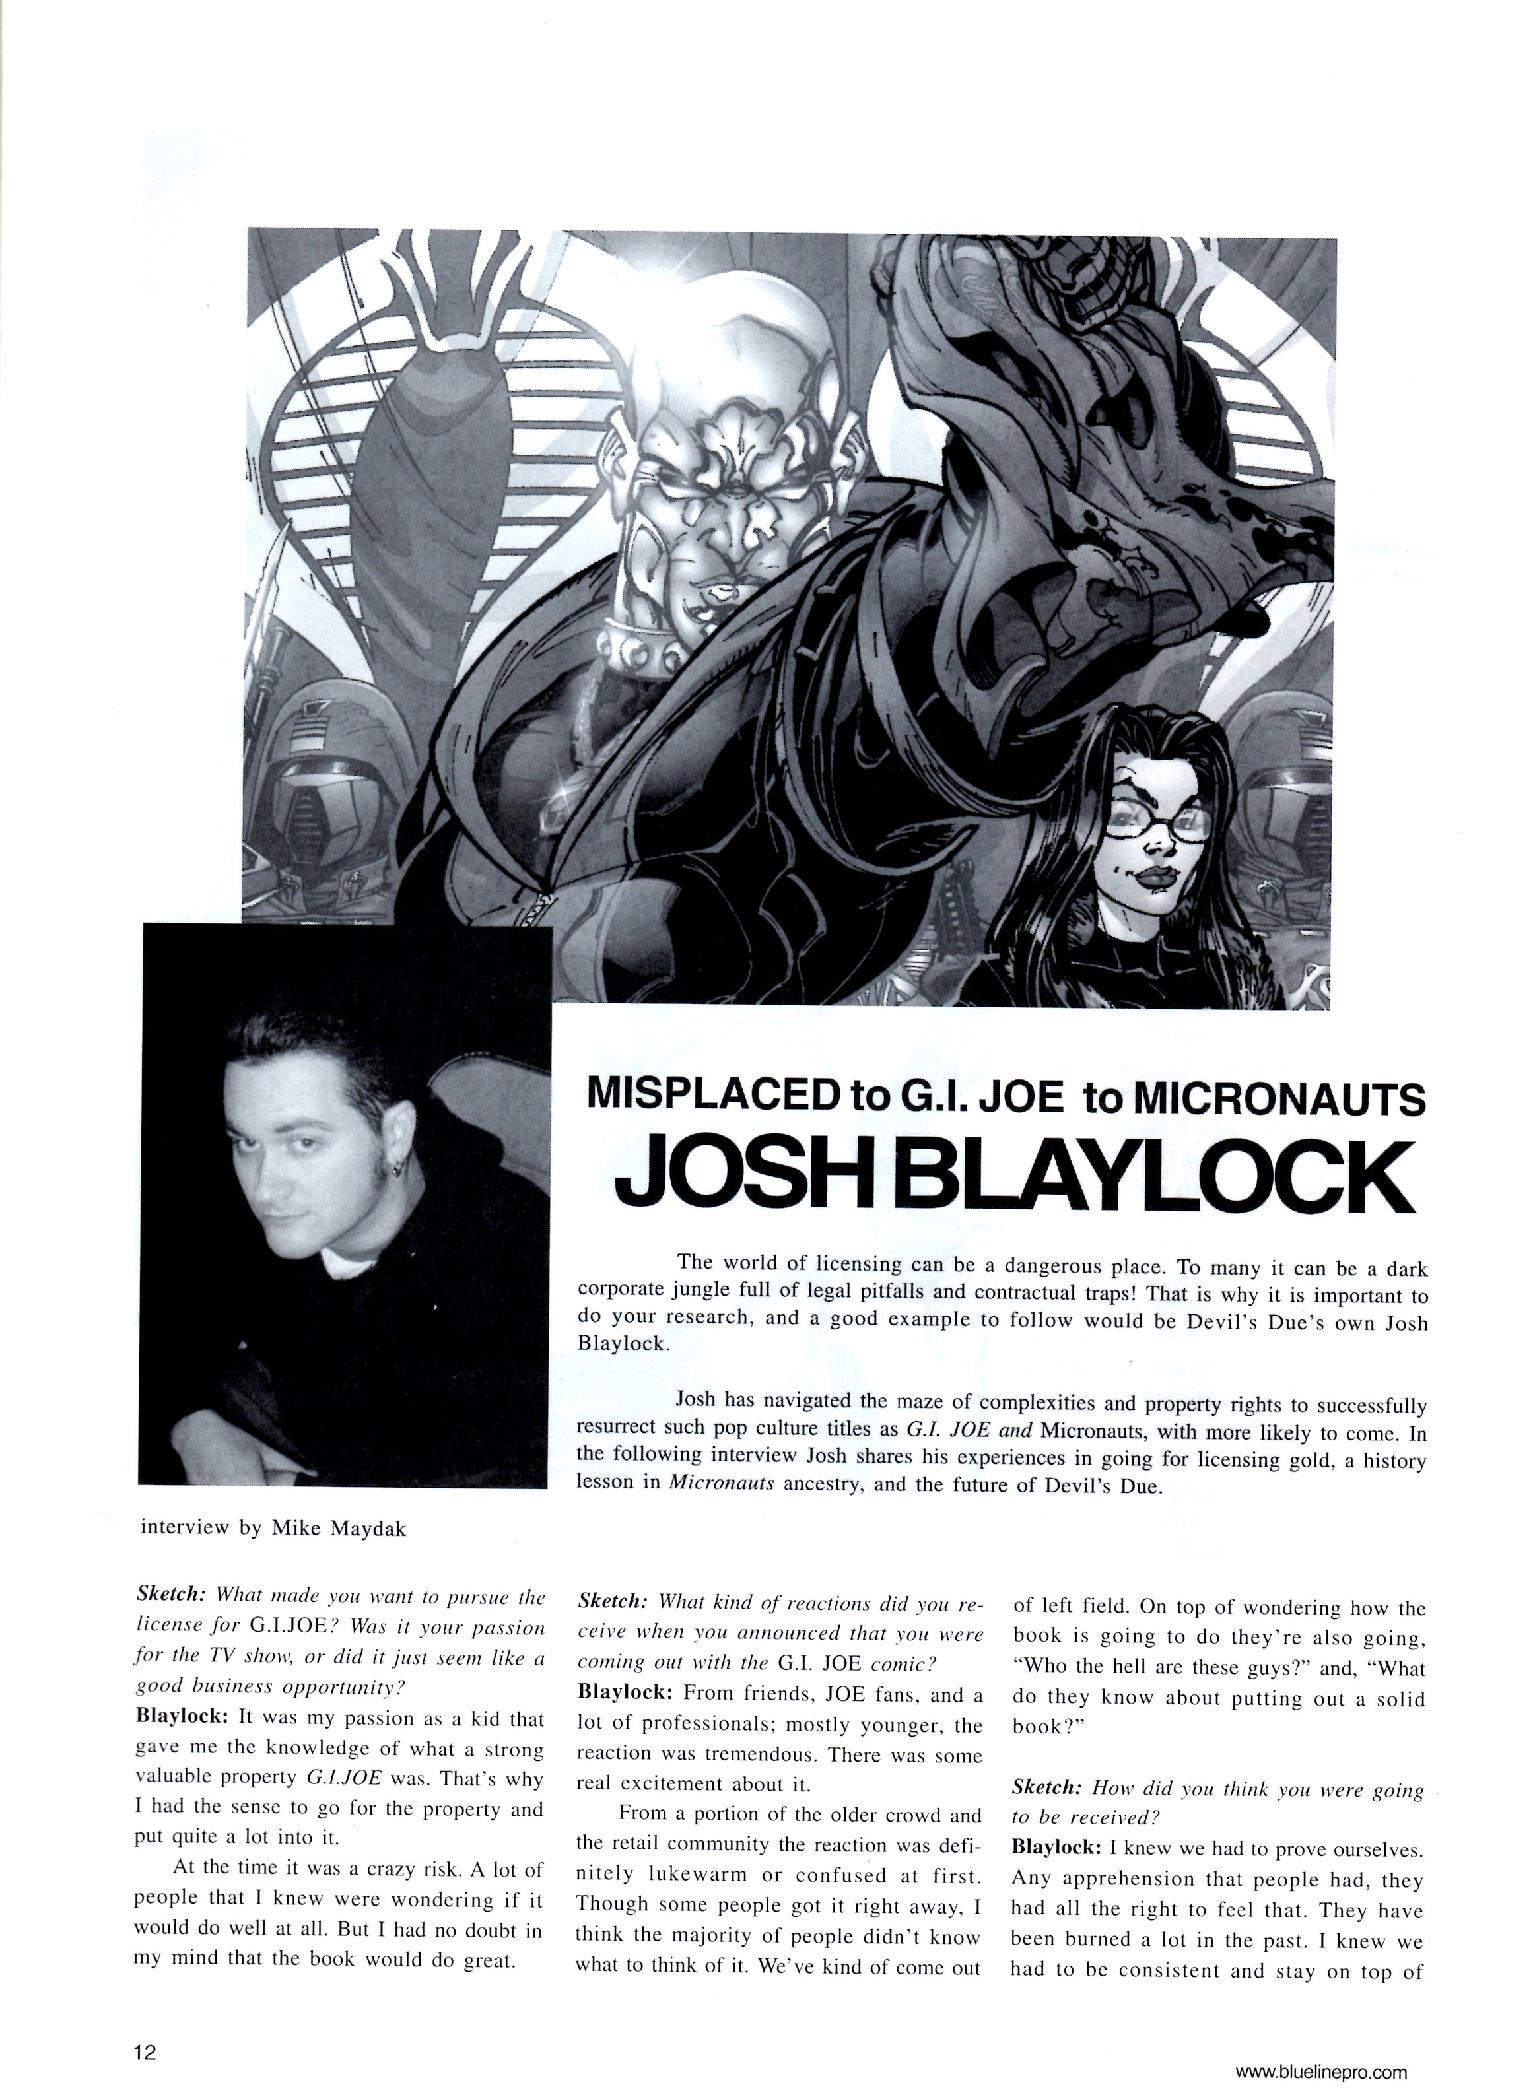 MISPLACED to G.I. JOE to MICRONAUTS
JOSH BLAYLOCK
The world of licensing can be a dangerous place. To many it can be a dark
corporate jungle full of legal pitfalls and contractual traps! That is why it is important to
do your research, and a good example to follow would be Devil's Due's own Josh
Blaylock.
Josh has navigated the maze of complexities and property rights to successfully
resurrect such pop culture titles as G.I. JOE and Micronauts, with more likely to come. In
the following interview Josh shares his experiences in going for licensing gold, a history
lesson in Micronauts ancestry, and the future of Devil's Due.
interview by Mike Maydak
Sketch: What made you want to pursue the
license for G.I.JOE? Was it your passion
for the TV show, or did it just seem like a
good business opportunity?
Blaylock: It was my passion as a kid that
gave me the knowledge of what a strong
valuable property G.I.JOE was. That's why
I had the sense to go for the property and
put quite a lot into it.
At the time it was a crazy risk. A lot of
people that I knew were wondering if it
would do well at all. But I had no doubt in
my mind that the book would do great.
Sketch: What kind of reactions did you re-
ceive when you announced that you were
coming out with the G.I. JOE comic?
Blaylock: From friends, JOE fans, and a
lot of professionals; mostly younger, the
reaction was tremendous. There was some
real excitement about it.
From a portion of the older crowd and
the retail community the reaction was defi-
nitely lukewarm or confused at first.
Though some people got it right away, I
think the majority of people didn't know
what to think of it. We've kind of come out
of left field. On top of wondering how the
book is going to do they're also going,
"Who the hell are these guys?" and, "What
do they know about putting out a solid
book?"
Sketch: How did you think you were going
to be received?
Blaylock: I knew we had to prove ourselves.
Any apprehension that people had, they
had all the right to feel that. They have
been burned a lot in the past. I knew we
had to be consistent and stay on top of
12
www.bluelinepro.com